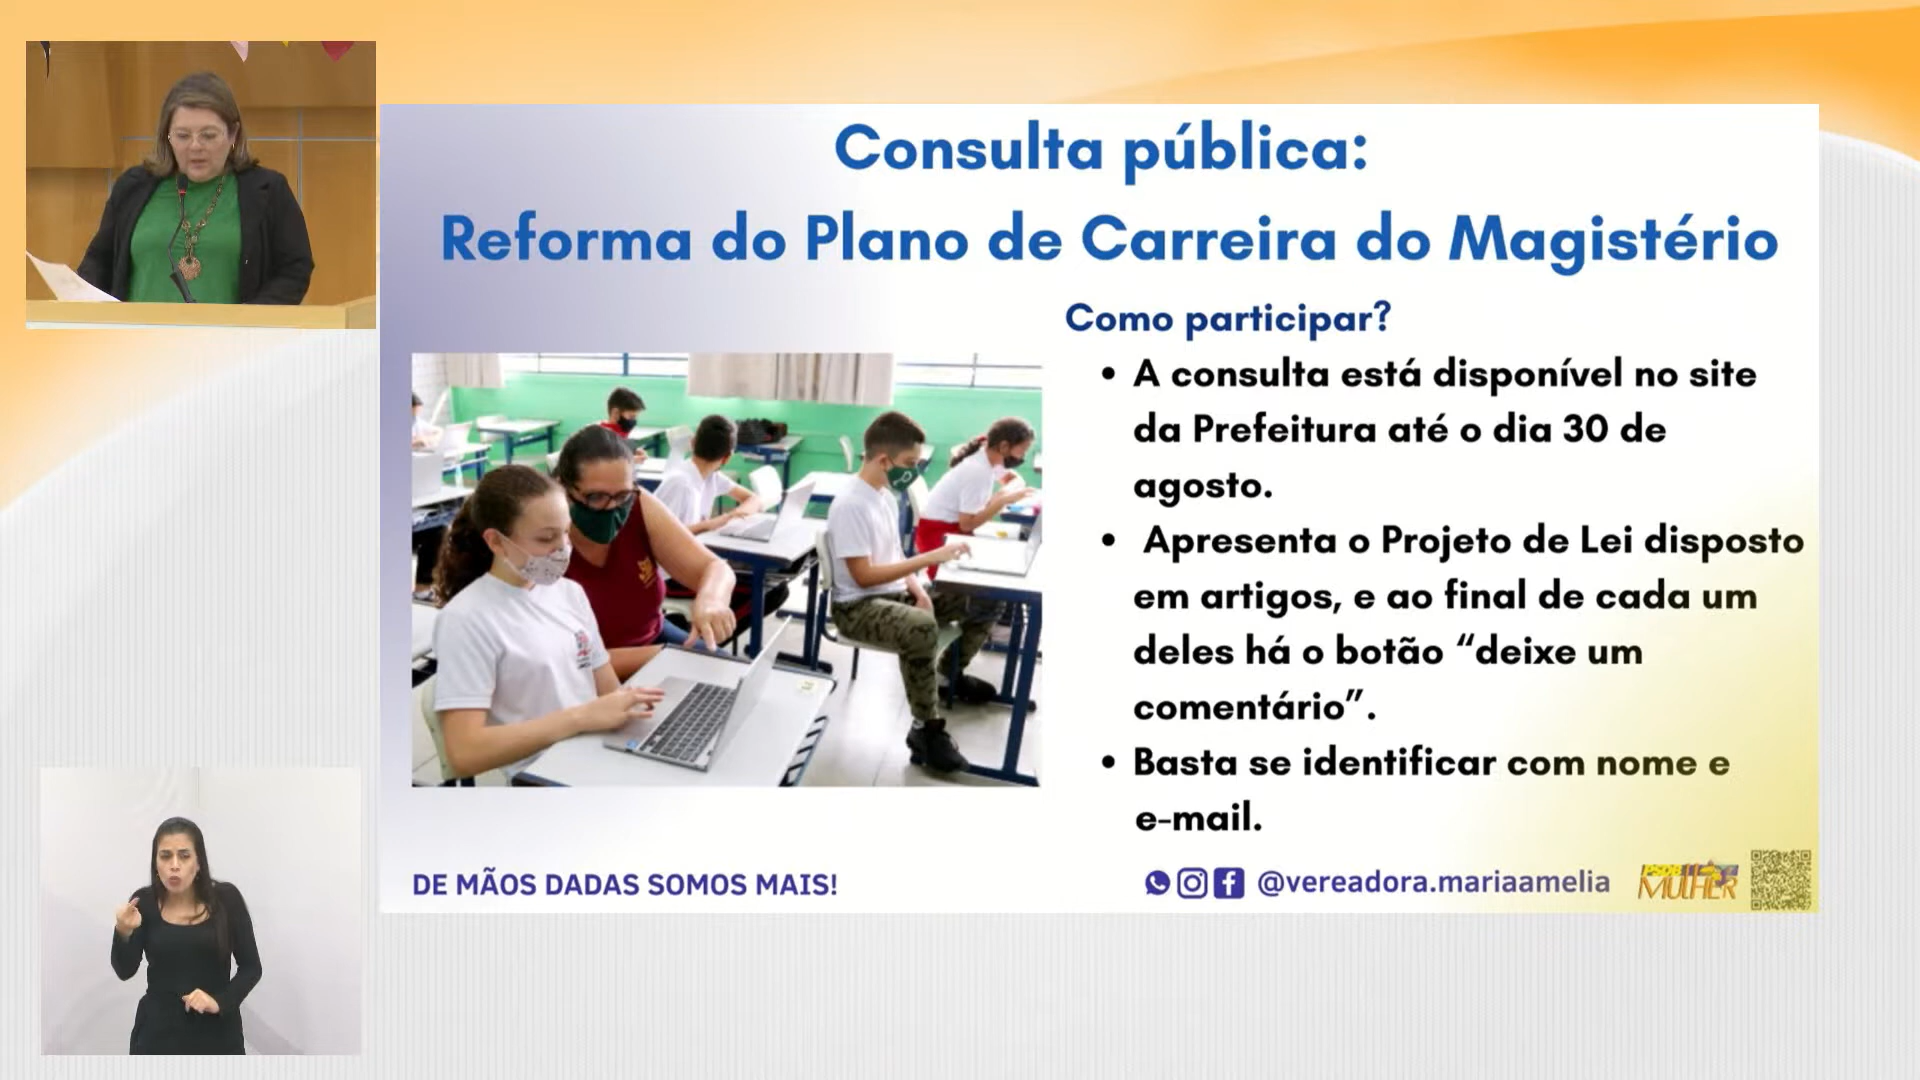 Consulta pública:
Reforma do Plano de Carreira do Magistério
Como participar?
• A consulta está disponível no site
da Prefeitura até o dia 30 de
agosto.
• Apresenta o Projeto de Lei disposto
em artigos, e ao final de cada um
deles há o botão “deixe um
comentário”.
• Basta se identificar com nome e
e-mail.
DE MÃOS DADAS SOMOS MAIS!
@vereadora.mariaamelia
PSDB
MULHER